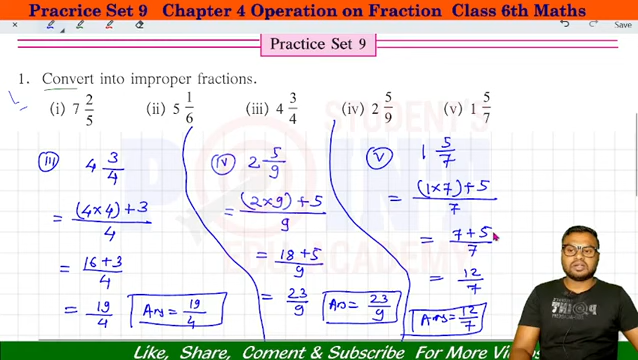 Pracrice Set 9 Chapter 4 Operation on Fraction Class 6th Maths
Save
Practice Set 9
1. Convert into improper fractions.
(i) 7 2/5 (ii) 5 1/6 (iii) 4 3/4 (iv) 2 5/9 (v) 1 5/7
(iii) 4 3/4
= (4×4)+3/4
= 16+3/4
= 19/4 Ans = 19/4
(iv) 2 5/9
= (2×9)+5/9
= 18+5/9
= 23/9 Ans = 23/9
(v) 1 5/7
= (1×7)+5/7
= 7+5/7
= 12/7
Ans = 12/7
STUDENT'S
ACADEMY
Like, Share, Coment & Subscribe & Follow For More Videos